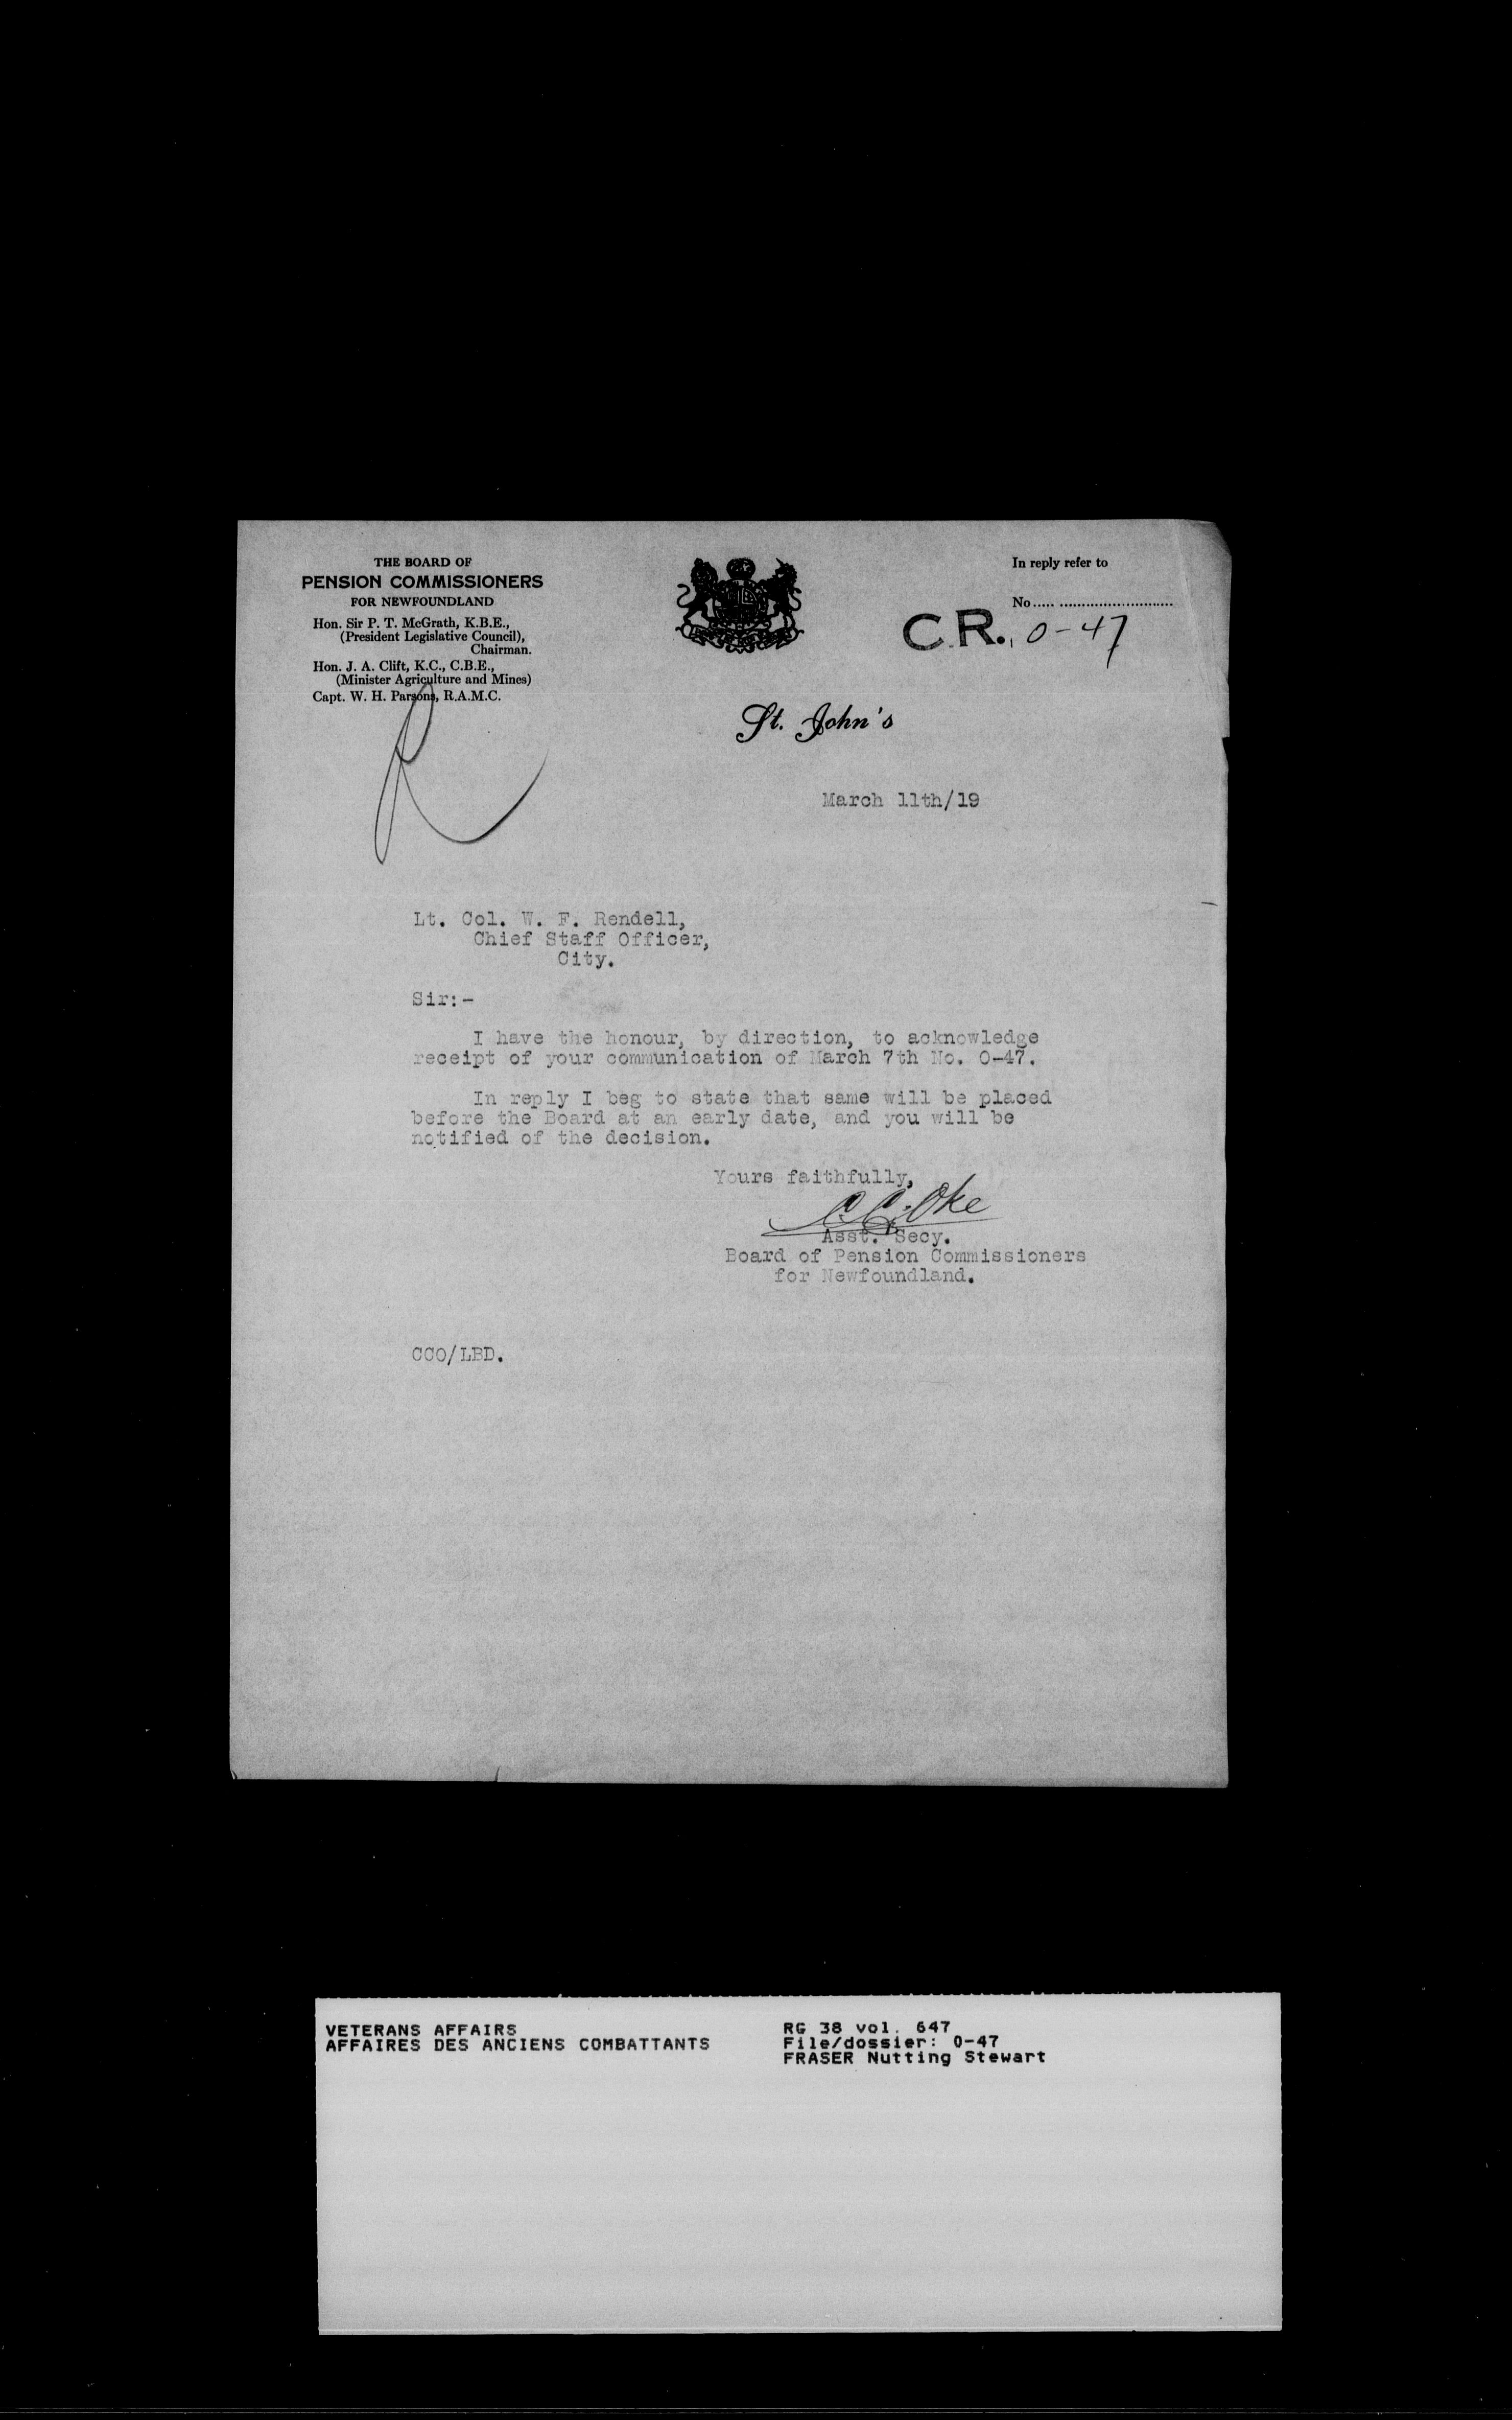 THE BOARD OF
PENSION COMMISSIONERS
FOR NEWFOUNDLAND
Hon. Sir P. T. McGrath, K.B.E.,
(President Legislative Council),
Chairman.
Hon. J. A. Clift, K.C., C.B.E.,
(Minister Agriculture and Mines)
Capt. W. H. Parsons, R.A.M.C.
R
In reply refer to
No...............................
C.R. 0-47
St. John's
March 11th/19
Lt. Col. W. F. Rendell,
Chief Staff Officer,
City.
Sir:-
I have the honour, by direction, to acknowledge
receipt of your communication of March 7th No. O-47.
In reply I beg to state that same will be placed
before the Board at an early date, and you will be
notified of the decision.
Yours faithfully,
C.C. Oke
Asst. Secy.
Board of Pension Commissioners
for Newfoundland.
CCO/LBD.
VETERANS AFFAIRS
AFFAIRES DES ANCIENS COMBATTANTS
RG 38 vol. 647
File/dossier: 0-47
FRASER Nutting Stewart